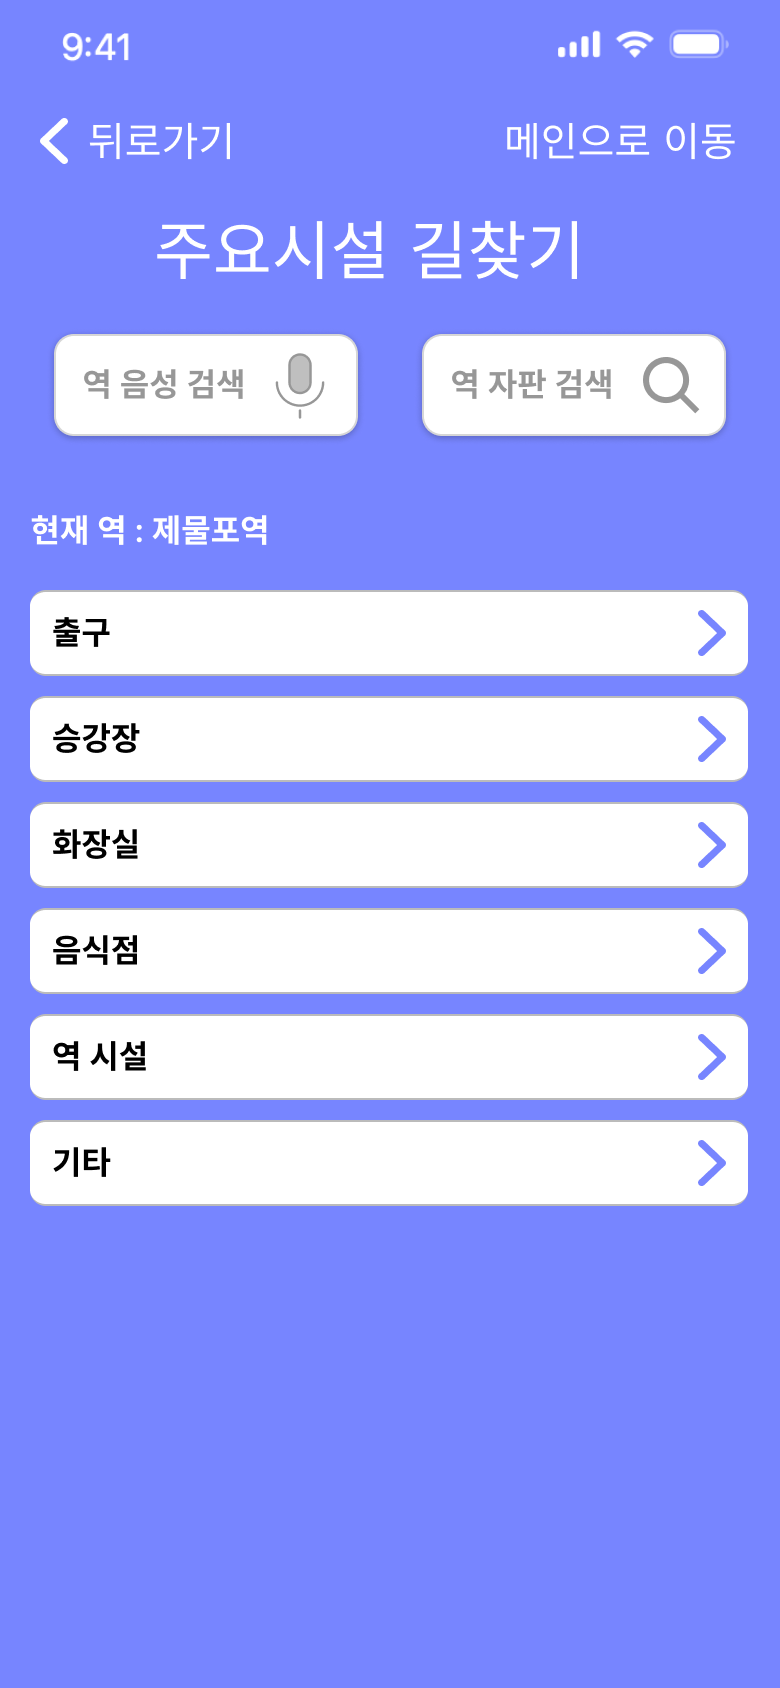 9:41
뒤로가기 메인으로 이동
주요시설 길찾기
역 음성 검색 역 자판 검색
현재 역 : 제물포역
출구
승강장
화장실
음식점
역 시설
기타